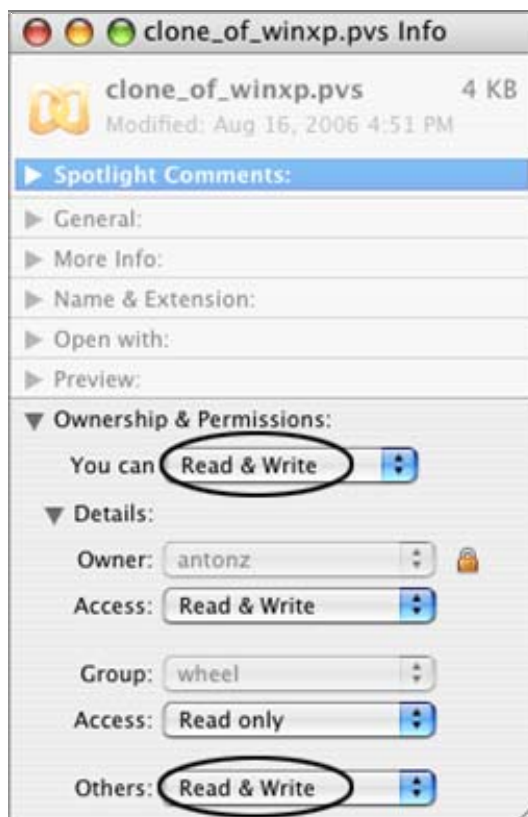 clone_of_winxp.pvs Info
clone_of_winxp.pvs 4 KB
Modified: Aug 16, 2006 4:51 PM
Spotlight Comments:
General:
More Info:
Name & Extension:
Open with:
Preview:
Ownership & Permissions:
You can Read & Write
Details:
Owner: antonz
Access: Read & Write
Group: wheel
Access: Read only
Others: Read & Write